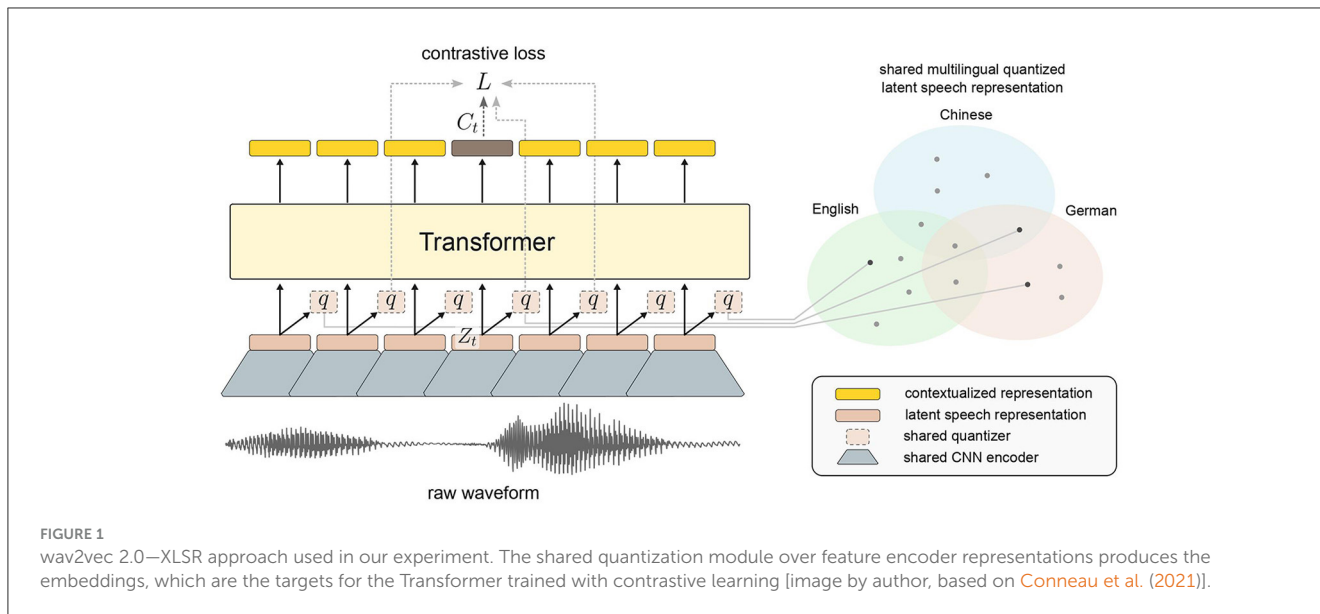 contrastive loss
L
C_t
shared multilingual quantized
latent speech representation
Chinese
English
German
Transformer
q q q q q q q
Z_t
contextualized representation
latent speech representation
shared quantizer
shared CNN encoder
raw waveform
FIGURE 1
wav2vec 2.0—XLSR approach used in our experiment. The shared quantization module over feature encoder representations produces the
embeddings, which are the targets for the Transformer trained with contrastive learning [image by author, based on Conneau et al. (2021)].